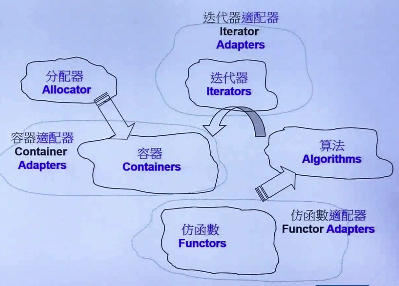 迭代器適配器
Iterator
Adapters
分配器
Allocator
迭代器
Iterators
容器適配器
Container
Adapters
容器
Containers
算法
Algorithms
仿函數
Functors
仿函數適配器
Functor Adapters